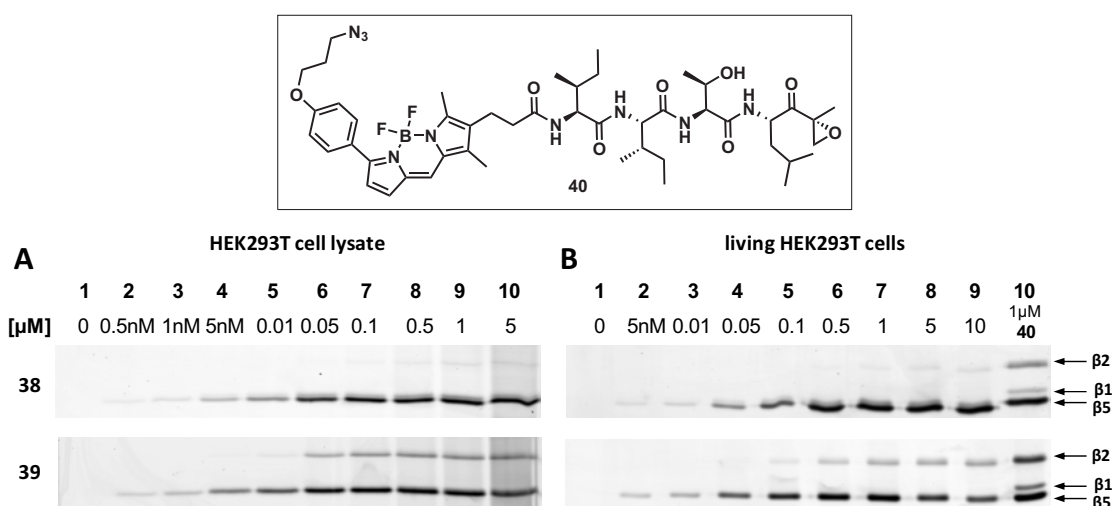 N₃
O
F
F
B
N
N
O
N
H
O
H
N
O
N
H
OH
O
H
N
O
O
40
HEK293T cell lysate
living HEK293T cells
A
B
1 2 3 4 5 6 7 8 9 10
[µM] 0 0.5nM 1nM 5nM 0.01 0.05 0.1 0.5 1 5
1 2 3 4 5 6 7 8 9 10
0 5nM 0.01 0.05 0.1 0.5 1 5 10 1µM
40
38
β2
β1
β5
39
β2
β1
β5